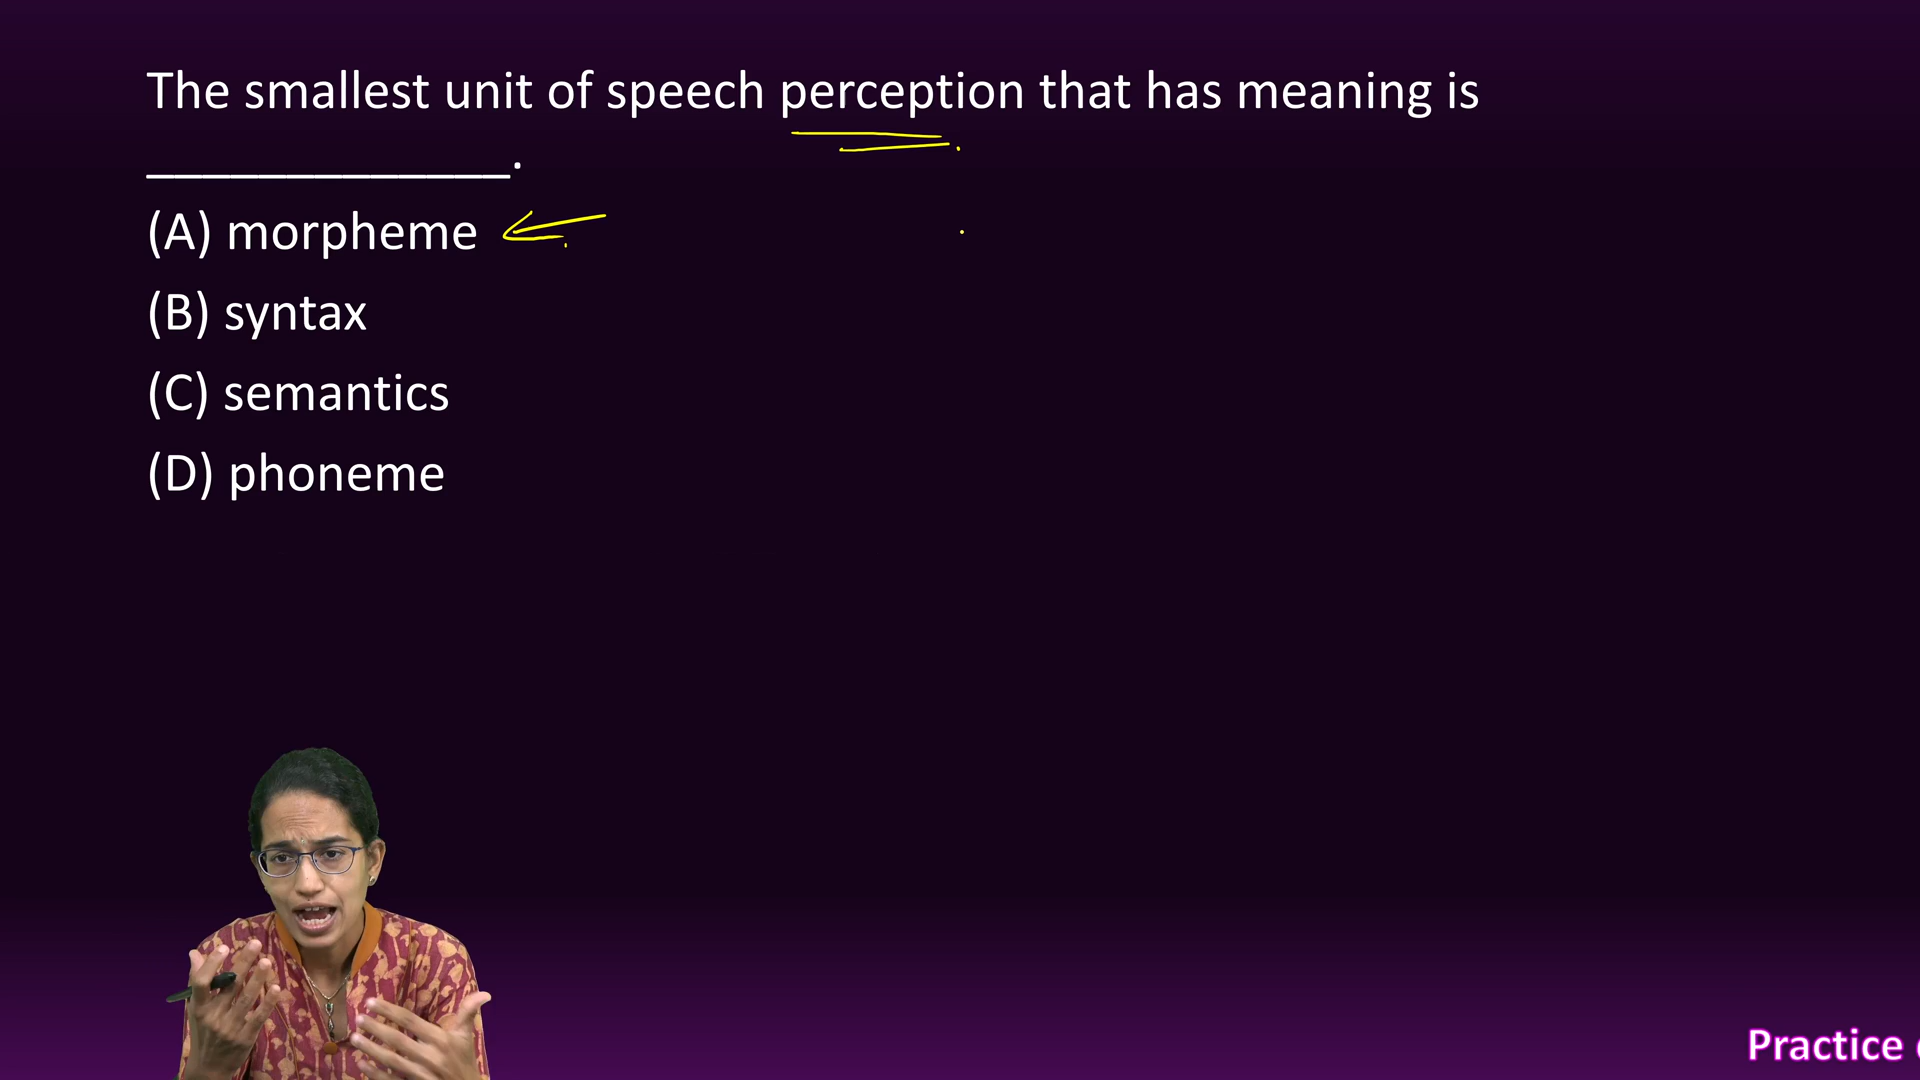 The smallest unit of speech perception that has meaning is
______________.
(A) morpheme
(B) syntax
(C) semantics
(D) phoneme
Practice